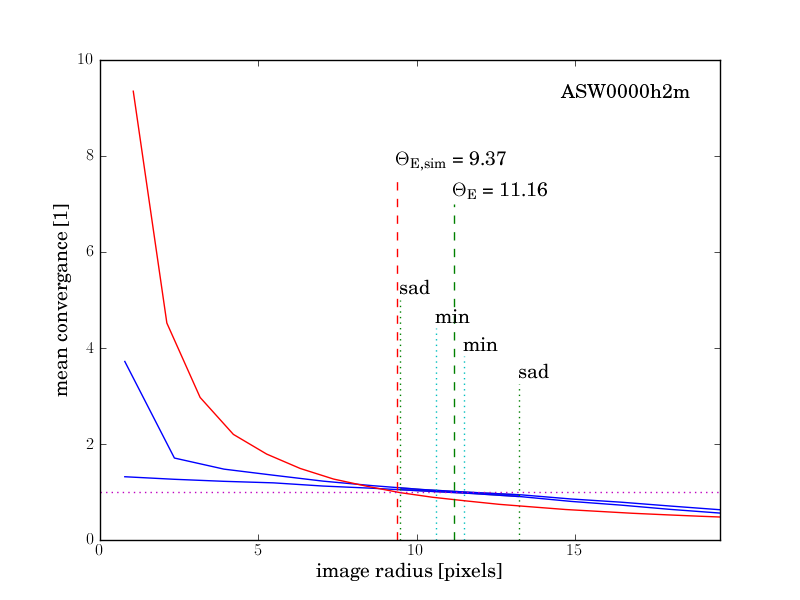 ASW0000h2m
Θ_E,sim = 9.37
Θ_E = 11.16
sad
min
min
sad
10
8
6
4
2
0
mean convergance [1]
0 5 10 15
image radius [pixels]